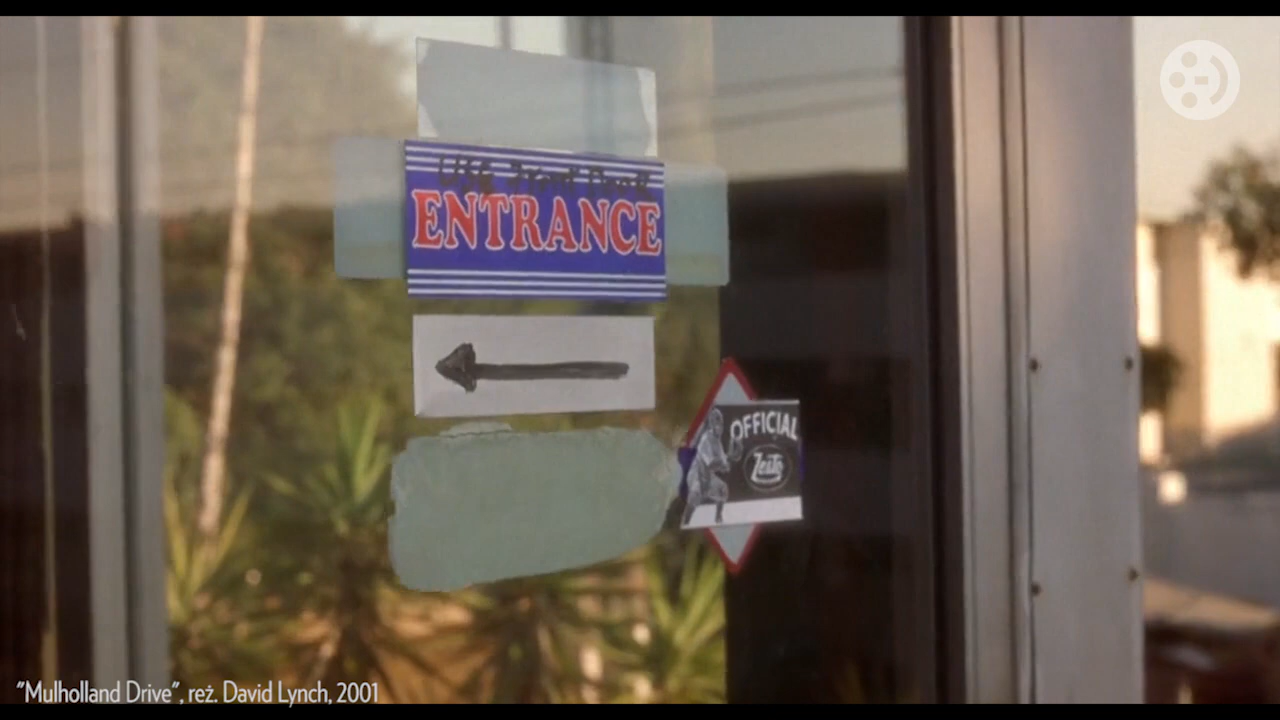 ENTRANCE
OFFICIAL
"Mulholland Drive", reż. David Lynch, 2001